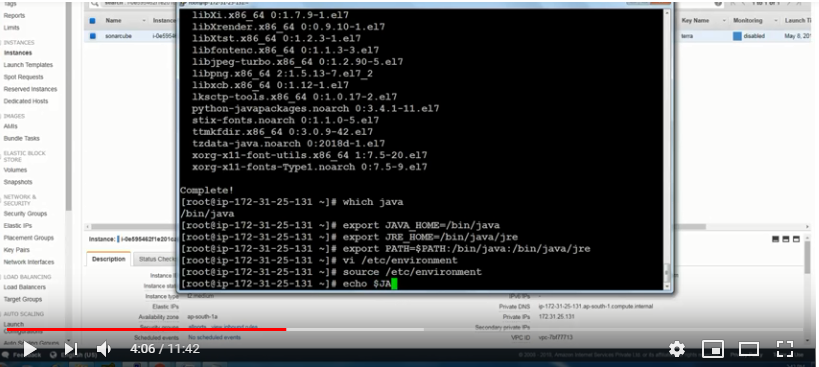 Tags
Reports
Limits
INSTANCES
Instances
Launch Templates
Spot Requests
Reserved Instances
Dedicated Hosts
IMAGES
AMIs
Bundle Tasks
ELASTIC BLOCK
STORE
Volumes
Snapshots
NETWORK &
SECURITY
Security Groups
Elastic IPs
Placement Groups
Key Pairs
Network Interfaces
LOAD BALANCING
Load Balancers
Target Groups
AUTO SCALING
Launch
Name
Instance
sonarcube
i-0e5954
Key Name
Monitoring
Launch T
terra
disabled
May 9, 201
libXi.x86_64 0:1.7.9-1.el7
libXrender.x86_64 0:0.9.10-1.el7
libXtst.x86_64 0:1.2.3-1.el7
libfontenc.x86_64 0:1.1.3-3.el7
libjpeg-turbo.x86_64 0:1.2.90-5.el7
libpng.x86_64 2:1.5.13-7.el7_2
libxcb.x86_64 0:1.12-1.el7
lksctp-tools.x86_64 0:1.0.17-2.el7
python-javapackages.noarch 0:3.4.1-11.el7
stix-fonts.noarch 0:1.1.0-5.el7
ttmkfdir.x86_64 0:3.0.9-42.el7
tzdata-java.noarch 0:2018d-1.el7
xorg-x11-font-utils.x86_64 1:7.5-20.el7
xorg-x11-fonts-Type1.noarch 0:7.5-9.el7
Complete!
[root@ip-172-31-25-131 ~]# which java
/bin/java
[root@ip-172-31-25-131 ~]# export JAVA_HOME=/bin/java
[root@ip-172-31-25-131 ~]# export JRE_HOME=/bin/java/jre
[root@ip-172-31-25-131 ~]# export PATH=$PATH:/bin/java:/bin/java/jre
[root@ip-172-31-25-131 ~]# vi /etc/environment
[root@ip-172-31-25-131 ~]# source /etc/environment
[root@ip-172-31-25-131 ~]# echo $JA
Instance:
Description
Status Check
Instance
Instance type
t2.medium
Elastic IPs
Availability zone
ap-south-1a
Scheduled events
No scheduled events
Private DNS
ip-172-31-25-131.ap-south-1.compute.internal
Private IPs
172.31.25.131
Secondary private IPs
VPC ID
Feedback
English (US)
4:06 / 11:42